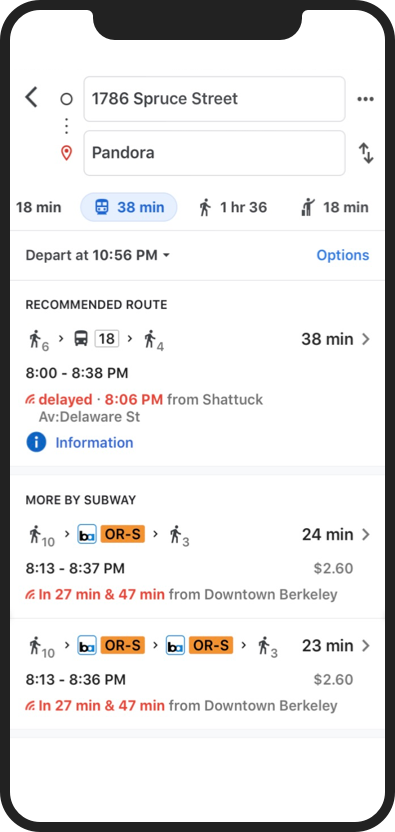 1786 Spruce Street
Pandora
18 min 38 min 1 hr 36 18 min
Depart at 10:56 PM Options
RECOMMENDED ROUTE
6 18 4 38 min
8:00 - 8:38 PM
delayed · 8:06 PM from Shattuck
Av:Delaware St
i Information
MORE BY SUBWAY
10 ba OR-S 3 24 min
8:13 - 8:37 PM $2.60
In 27 min & 47 min from Downtown Berkeley
10 ba OR-S ba OR-S 3 23 min
8:13 - 8:36 PM $2.60
In 27 min & 47 min from Downtown Berkeley